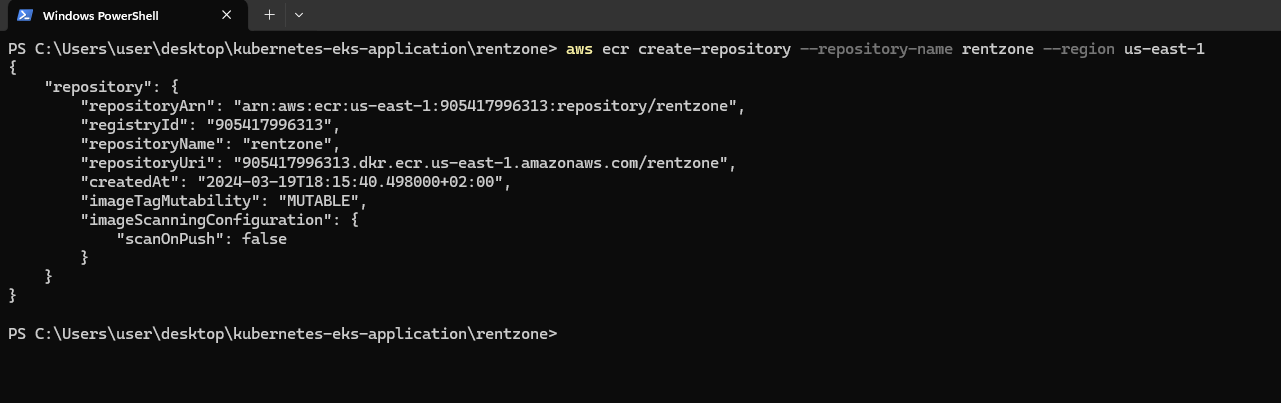 Windows PowerShell
PS C:\Users\user\desktop\kubernetes-eks-application\rentzone> aws ecr create-repository --repository-name rentzone --region us-east-1
{
    "repository": {
        "repositoryArn": "arn:aws:ecr:us-east-1:905417996313:repository/rentzone",
        "registryId": "905417996313",
        "repositoryName": "rentzone",
        "repositoryUri": "905417996313.dkr.ecr.us-east-1.amazonaws.com/rentzone",
        "createdAt": "2024-03-19T18:15:40.498000+02:00",
        "imageTagMutability": "MUTABLE",
        "imageScanningConfiguration": {
            "scanOnPush": false
        }
    }
}
PS C:\Users\user\desktop\kubernetes-eks-application\rentzone>